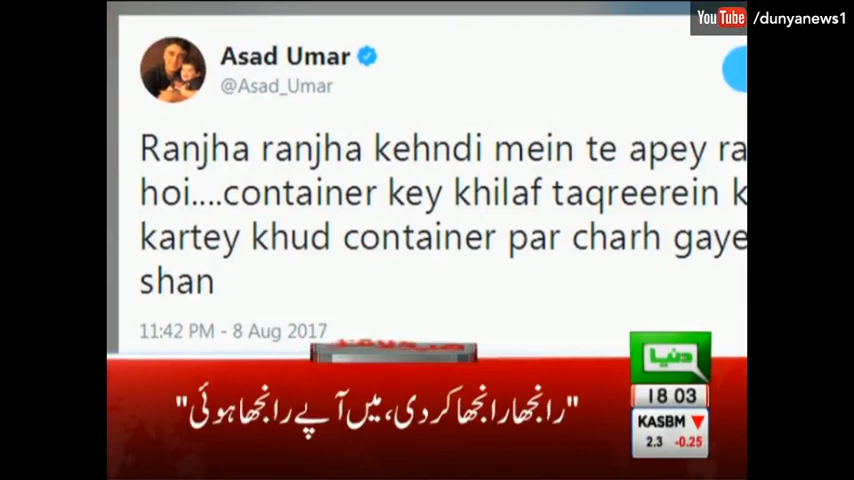 You Tube /dunyanews1
Asad Umar
@Asad_Umar
Ranjha ranjha kehndi mein te apey ra
hoi....container key khilaf taqreerein k
kartey khud container par charh gaye
shan
11:42 PM - 8 Aug 2017
"رانجھا رانجھا کردی، میں آپے رانجھا ہوئی"
دنیا
18 03
KASBM ▼
2.3 -0.25